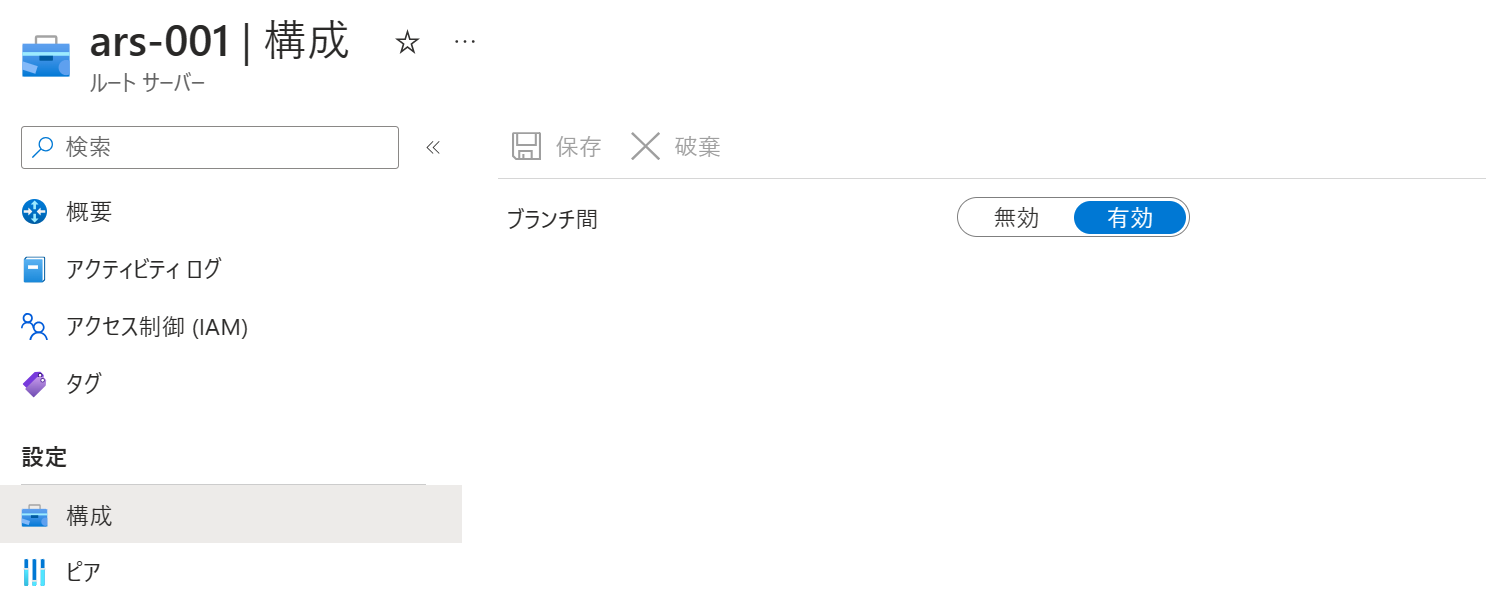 ars-001 | 構成
ルート サーバー
検索
概要
アクティビティ ログ
アクセス制御 (IAM)
タグ
設定
構成
ピア
保存 破棄
ブランチ間 無効 有効